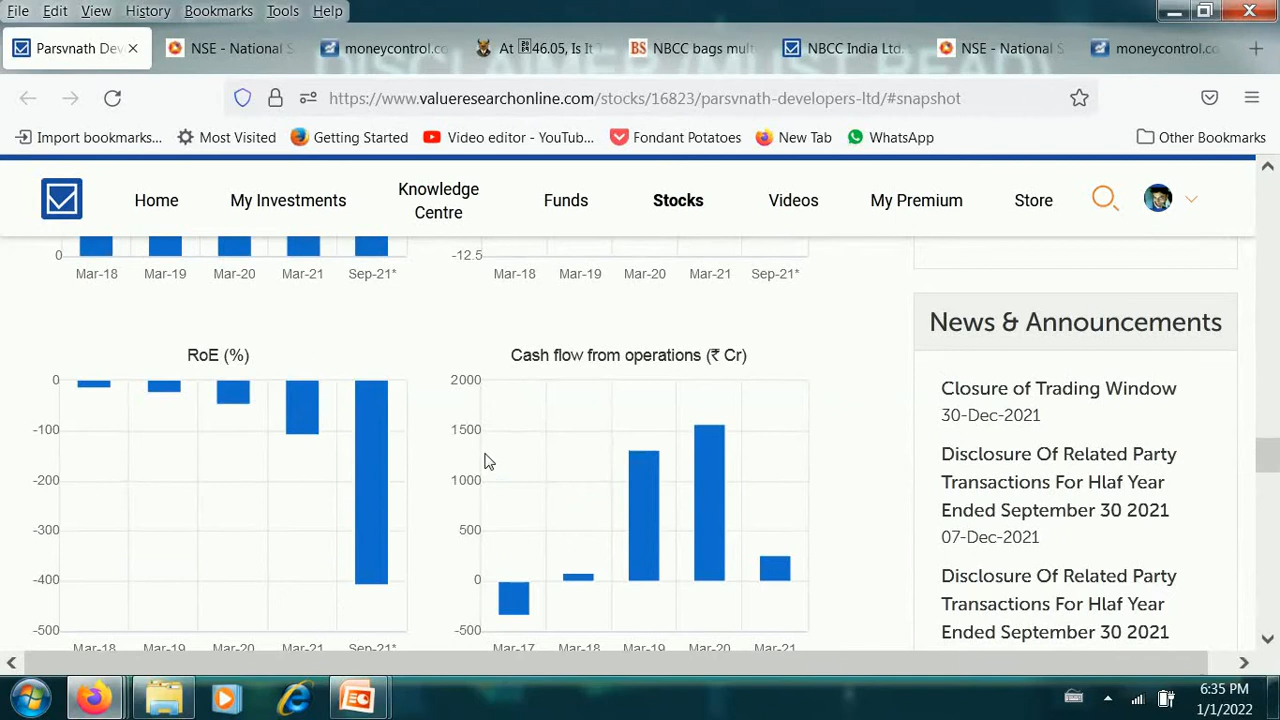 File Edit View History Bookmarks Tools Help
Parsvnath Dev
NSE - National S
moneycontrol.co
At 46.05, Is It
NBCC bags mult
NBCC India Ltd.
NSE - National S
moneycontrol.co
https://www.valueresearchonline.com/stocks/16823/parsvnath-developers-ltd/#snapshot
Import bookmarks... Most Visited Getting Started Video editor - YouTub... Fondant Potatoes New Tab WhatsApp Other Bookmarks
Home My Investments Knowledge Centre Funds Stocks Videos My Premium Store
0
Mar-18 Mar-19 Mar-20 Mar-21 Sep-21*
-12.5
Mar-18 Mar-19 Mar-20 Mar-21 Sep-21*
RoE (%)
0
-100
-200
-300
-400
-500
Mar-18 Mar-19 Mar-20 Mar-21 Sep-21*
Cash flow from operations (₹ Cr)
2000
1500
1000
500
0
-500
Mar-17 Mar-18 Mar-19 Mar-20 Mar-21
News & Announcements
Closure of Trading Window
30-Dec-2021
Disclosure Of Related Party
Transactions For Hlaf Year
Ended September 30 2021
07-Dec-2021
Disclosure Of Related Party
Transactions For Hlaf Year
Ended September 30 2021
6:35 PM
1/1/2022